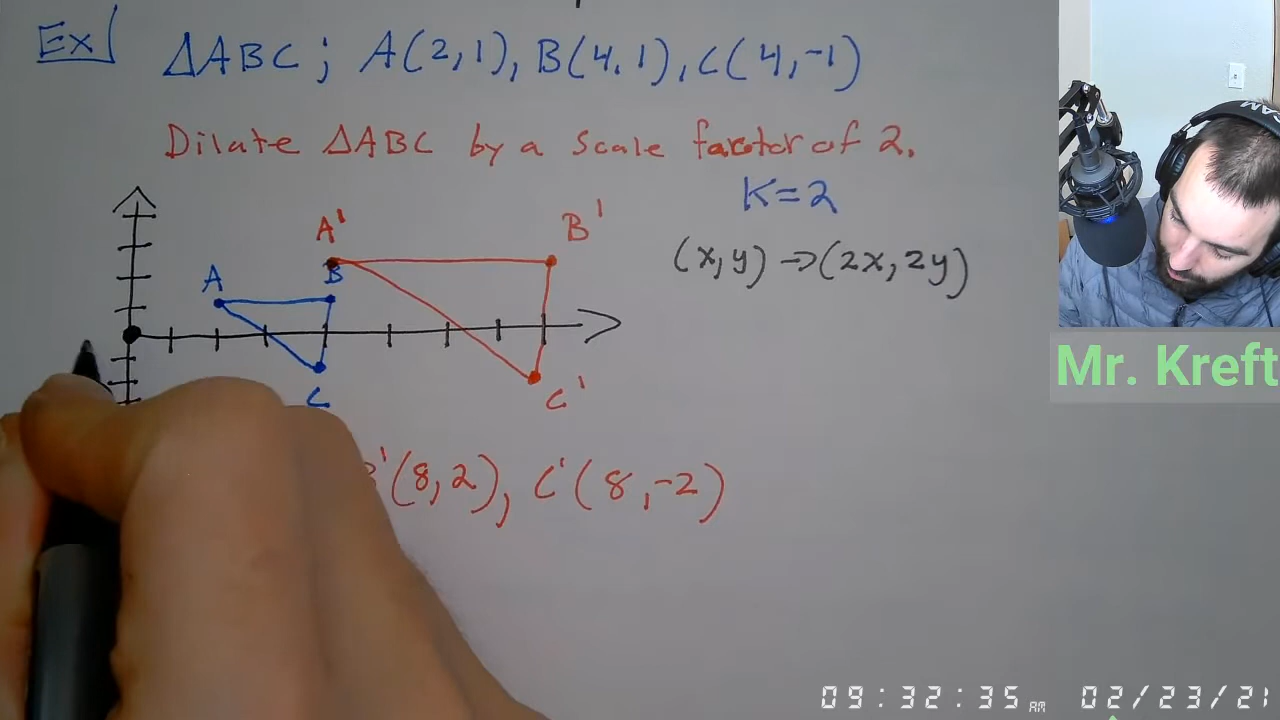 Ex
ΔABC; A(2,1), B(4,1), C(4,-1)
Dilate ΔABC by a scale factor of 2.
K=2
(x,y)→(2x,2y)
A'
B'
A
B
C
C'
'(8,2), C'(8,-2)
SAM
Mr. Kreft
09:32:35 AM 02/23/21